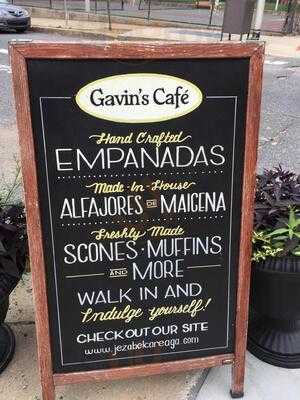 Gavin's Café
Hand Crafted
EMPANADAS
Made-In-House
ALFAJORES DE MAIGENA
Freshly Made
SCONES · MUFFINS
AND MORE
WALK IN AND
Indulge yourself!
CHECK OUT OUR SITE
www.jezabelcareaga.com